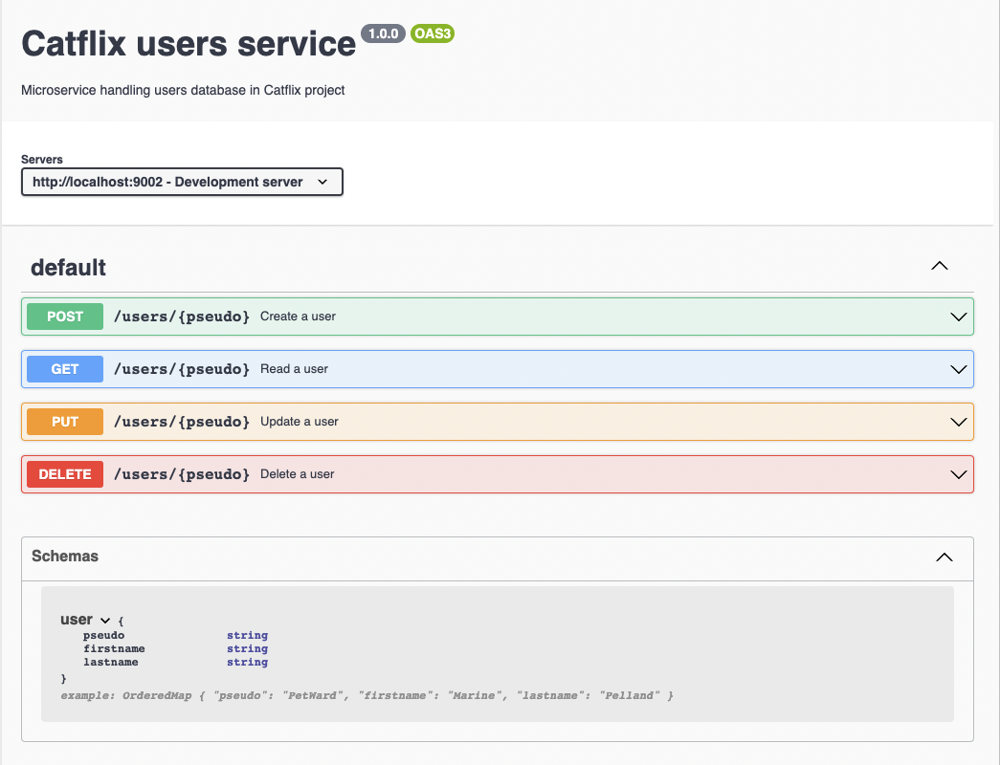 Catflix users service 1.0.0 OAS3
Microservice handling users database in Catflix project
Servers
http://localhost:9002 - Development server
default
POST /users/{pseudo} Create a user
GET /users/{pseudo} Read a user
PUT /users/{pseudo} Update a user
DELETE /users/{pseudo} Delete a user
Schemas
user {
pseudo string
firstname string
lastname string
}
example: OrderedMap { "pseudo": "PetWard", "firstname": "Marine", "lastname": "Pelland" }